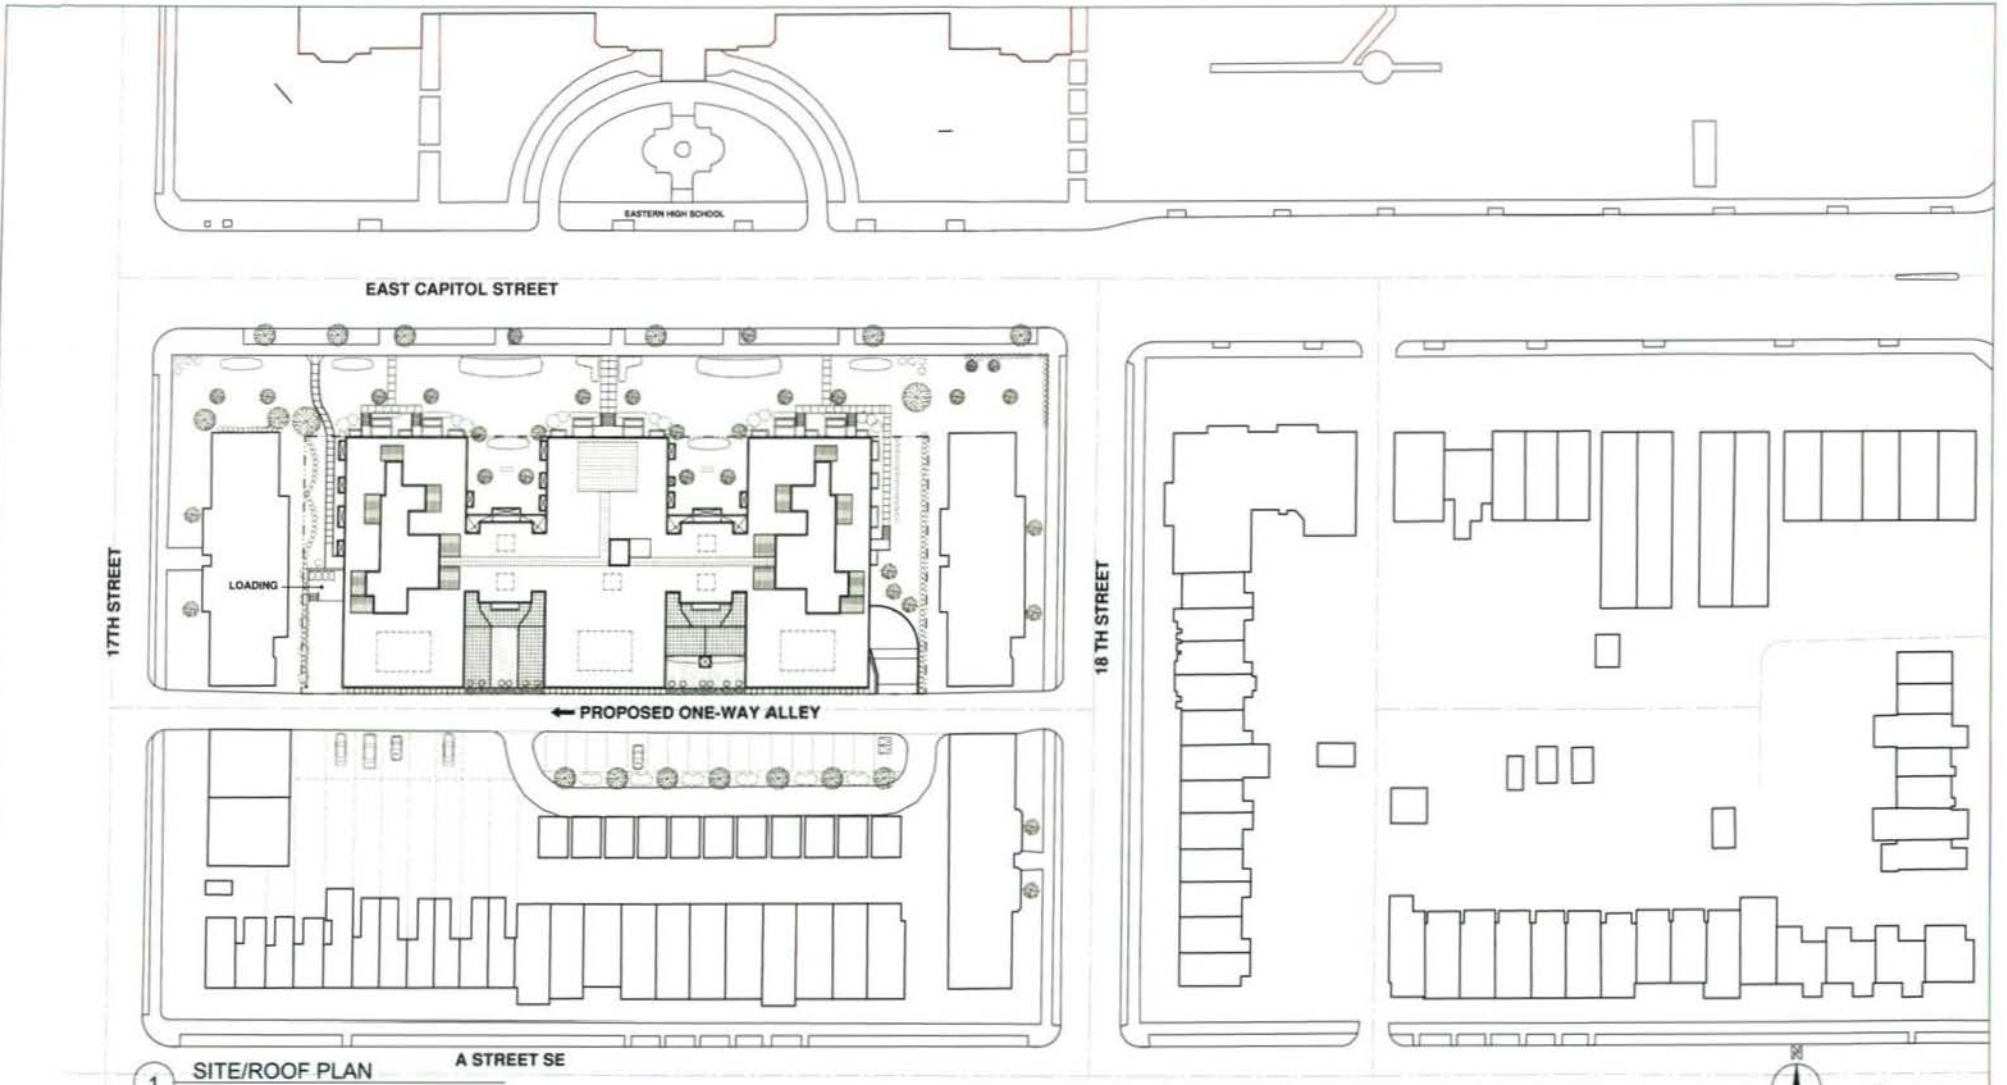 EASTERN HIGH SCHOOL
EAST CAPITOL STREET
17TH STREET
LOADING
18 TH STREET
PROPOSED ONE-WAY ALLEY
A STREET SE
1
SITE/ROOF PLAN